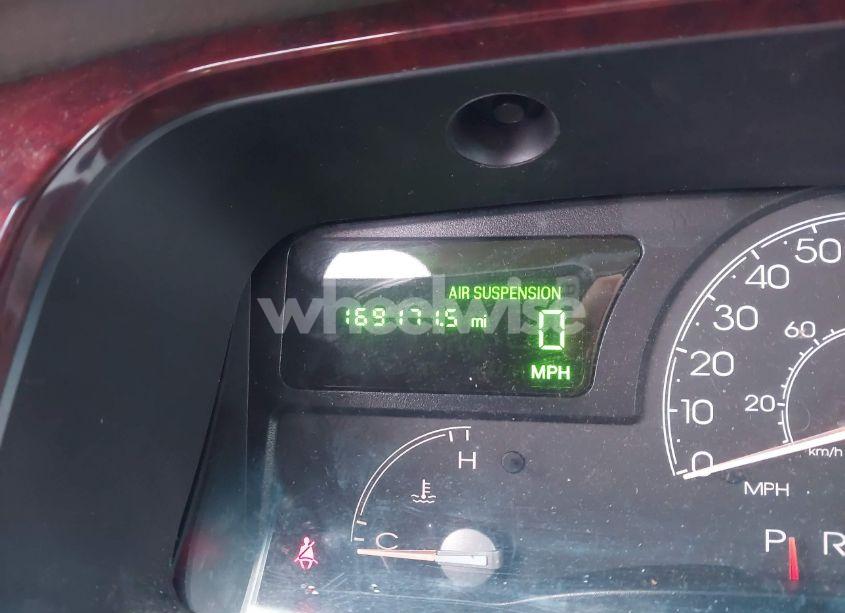 AIR SUSPENSION
169171.5 mi 0
MPH
wheelwise
50
40
30
20
10
0
60
20
km/h
MPH
H
C
P R